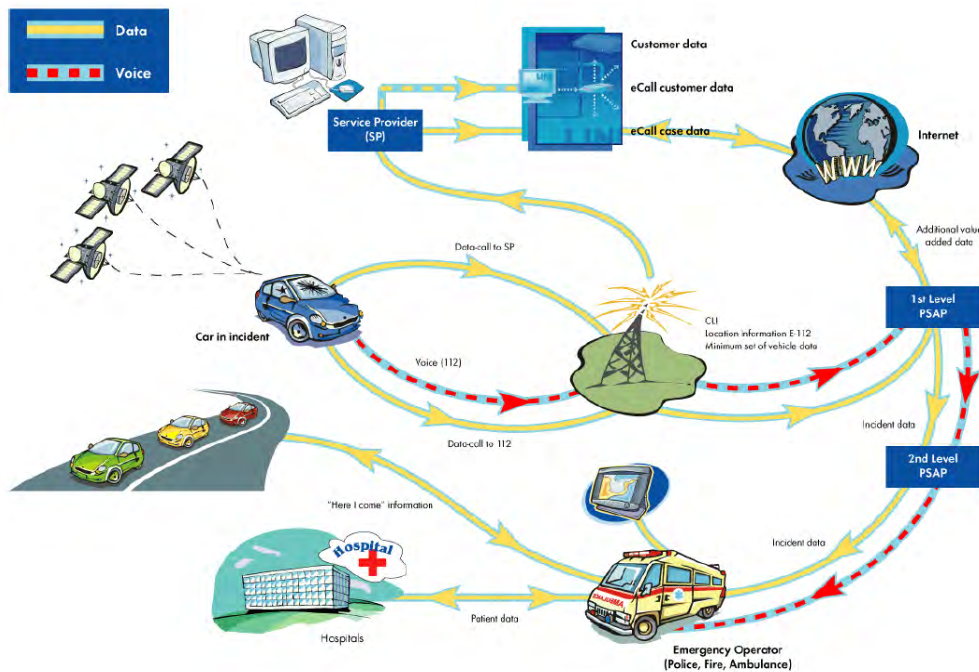 Data
Voice
Customer data
eCall customer data
eCall case data
Service Provider
(SP)
Internet
WWW
Additional value
added data
Data-call to SP
1st Level
PSAP
CLI
Location information E-112
Minimum set of vehicle data
Car in incident
Voice (112)
Data-call to 112
Incident data
2nd Level
PSAP
"Here I come" information
Incident data
Hospital
Hospitals
Patient data
Emergency Operator
(Police, Fire, Ambulance)